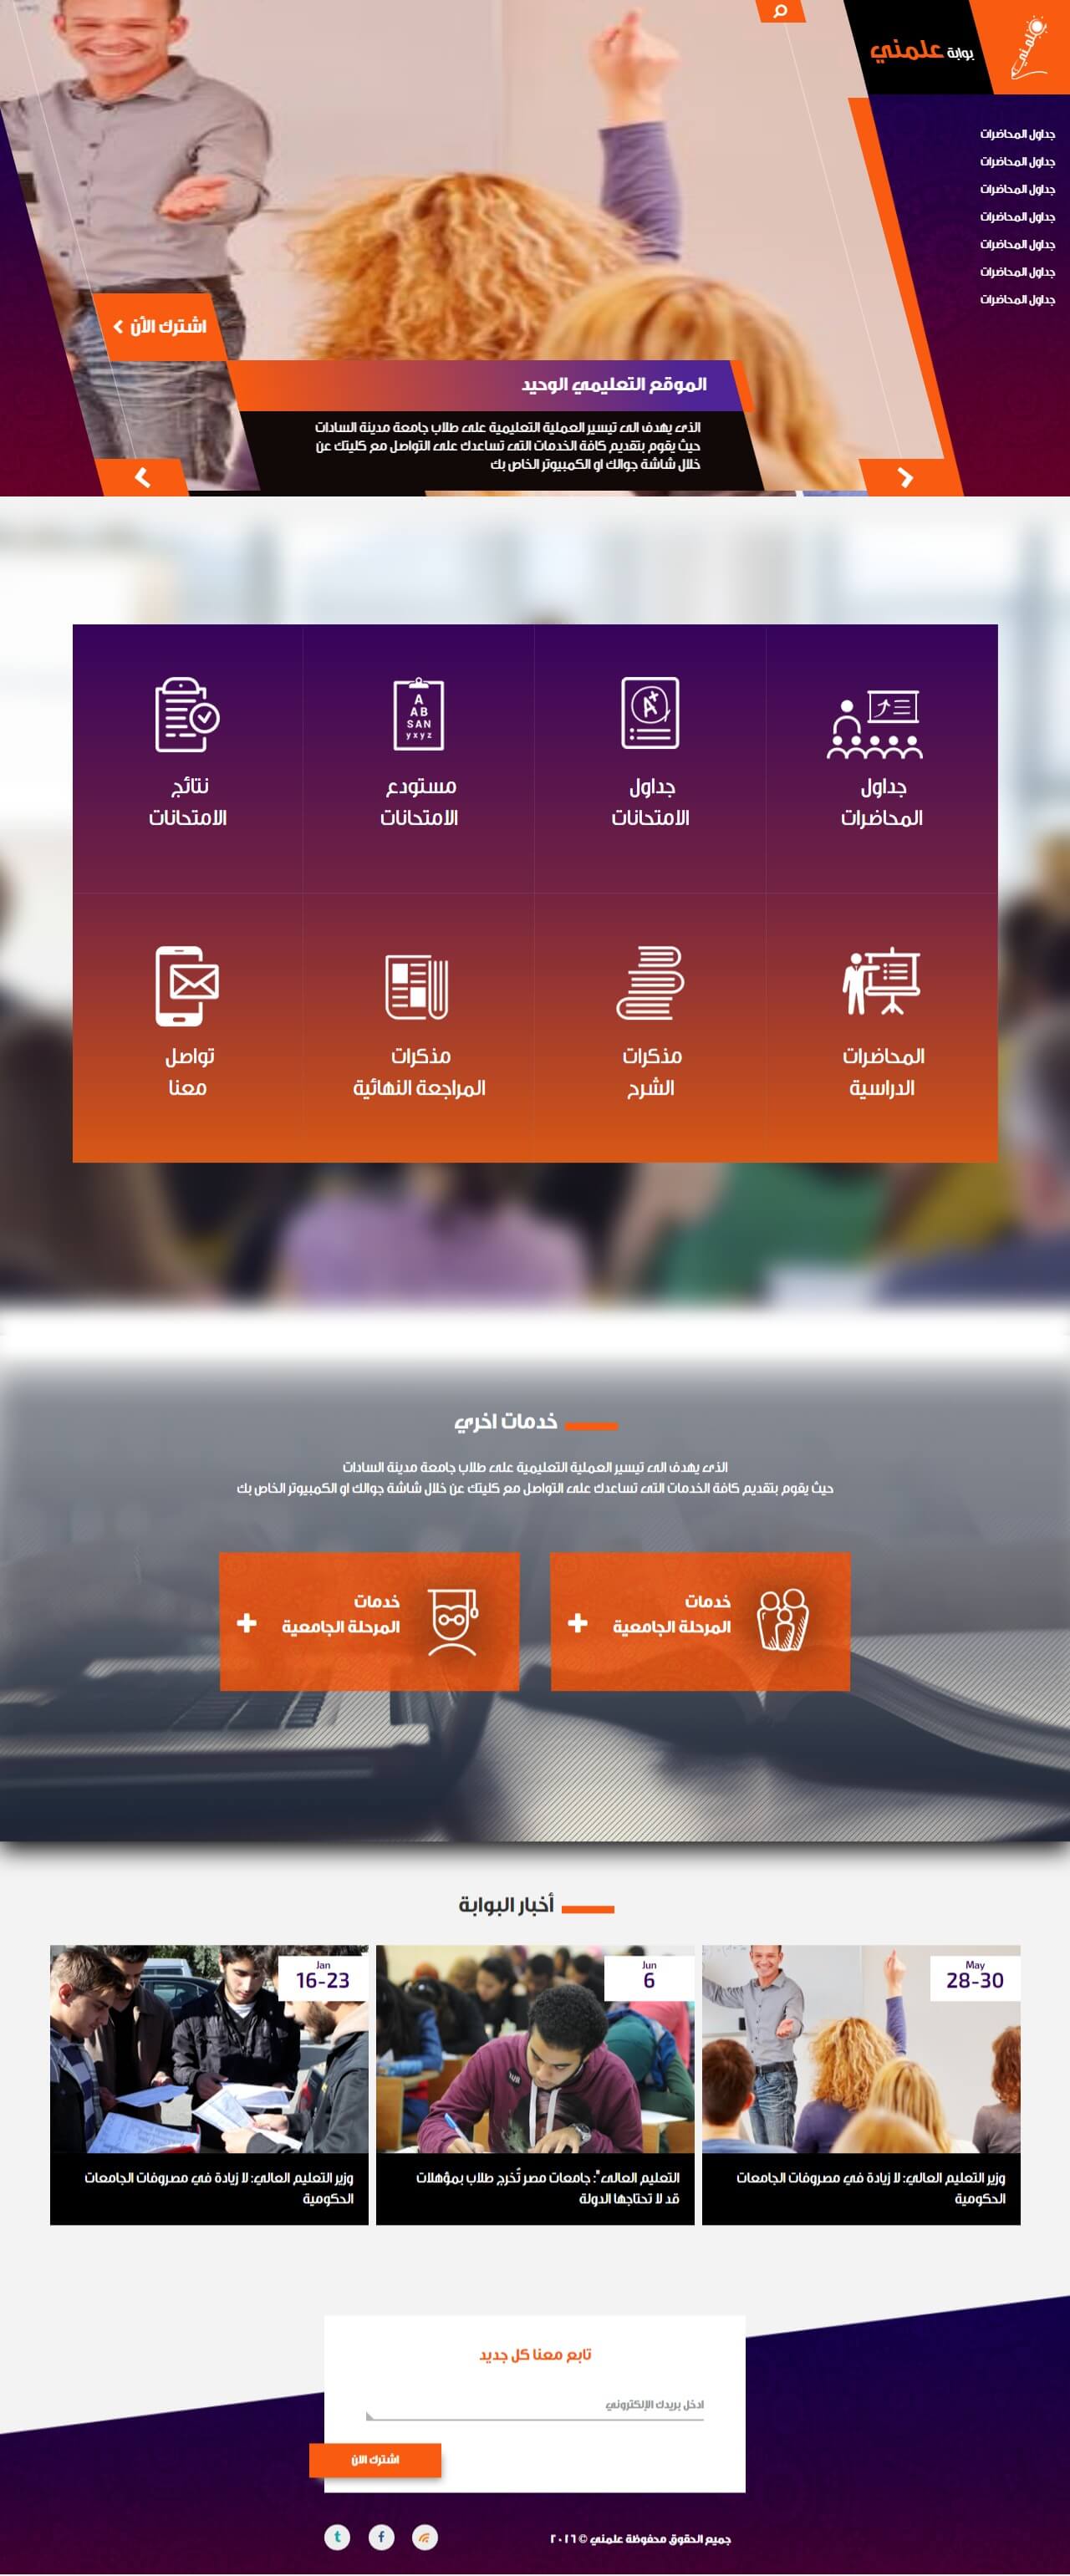 علمني
بوابة علمني
جداول المحاضرات
جداول المحاضرات
جداول المحاضرات
جداول المحاضرات
جداول المحاضرات
جداول المحاضرات
جداول المحاضرات
اشترك الأن
الموقع التعليمي الوحيد
الذى يهدف الى تيسير العملية التعليمية على طلاب جامعة مدينة السادات
حيث يقوم بتقديم كافة الخدمات التى تساعدك على التواصل مع كليتك عن
خلال شاشة جوالك او الكمبيوتر الخاص بك
جداول
المحاضرات
A+
جداول
الامتحانات
A
AB
SAN
yxyz
مستودع
الامتحانات
نتائج
الامتحانات
المحاضرات
الدراسية
مذكرات
الشرح
مذكرات
المراجعة النهائية
تواصل
معنا
خدمات اخري
الذى يهدف الى تيسير العملية التعليمية على طلاب جامعة مدينة السادات
حيث يقوم بتقديم كافة الخدمات التى تساعدك على التواصل مع كليتك عن خلال شاشة جوالك او الكمبيوتر الخاص بك
خدمات
المرحلة الجامعية
خدمات
المرحلة الجامعية
أخبار البوابة
May
28-30
وزير التعليم العالي: لا زيادة في مصروفات الجامعات
الحكومية
Jun
6
التعليم العالى": جامعات مصر تُخرج طلاب بمؤهلات
قد لا تحتاجها الدولة
Jan
16-23
وزير التعليم العالي: لا زيادة في مصروفات الجامعات
الحكومية
تابع معنا كل جديد
ادخل بريدك الإلكتروني
اشترك الان
جميع الحقوق محفوظة علمني © ٢٠١٦